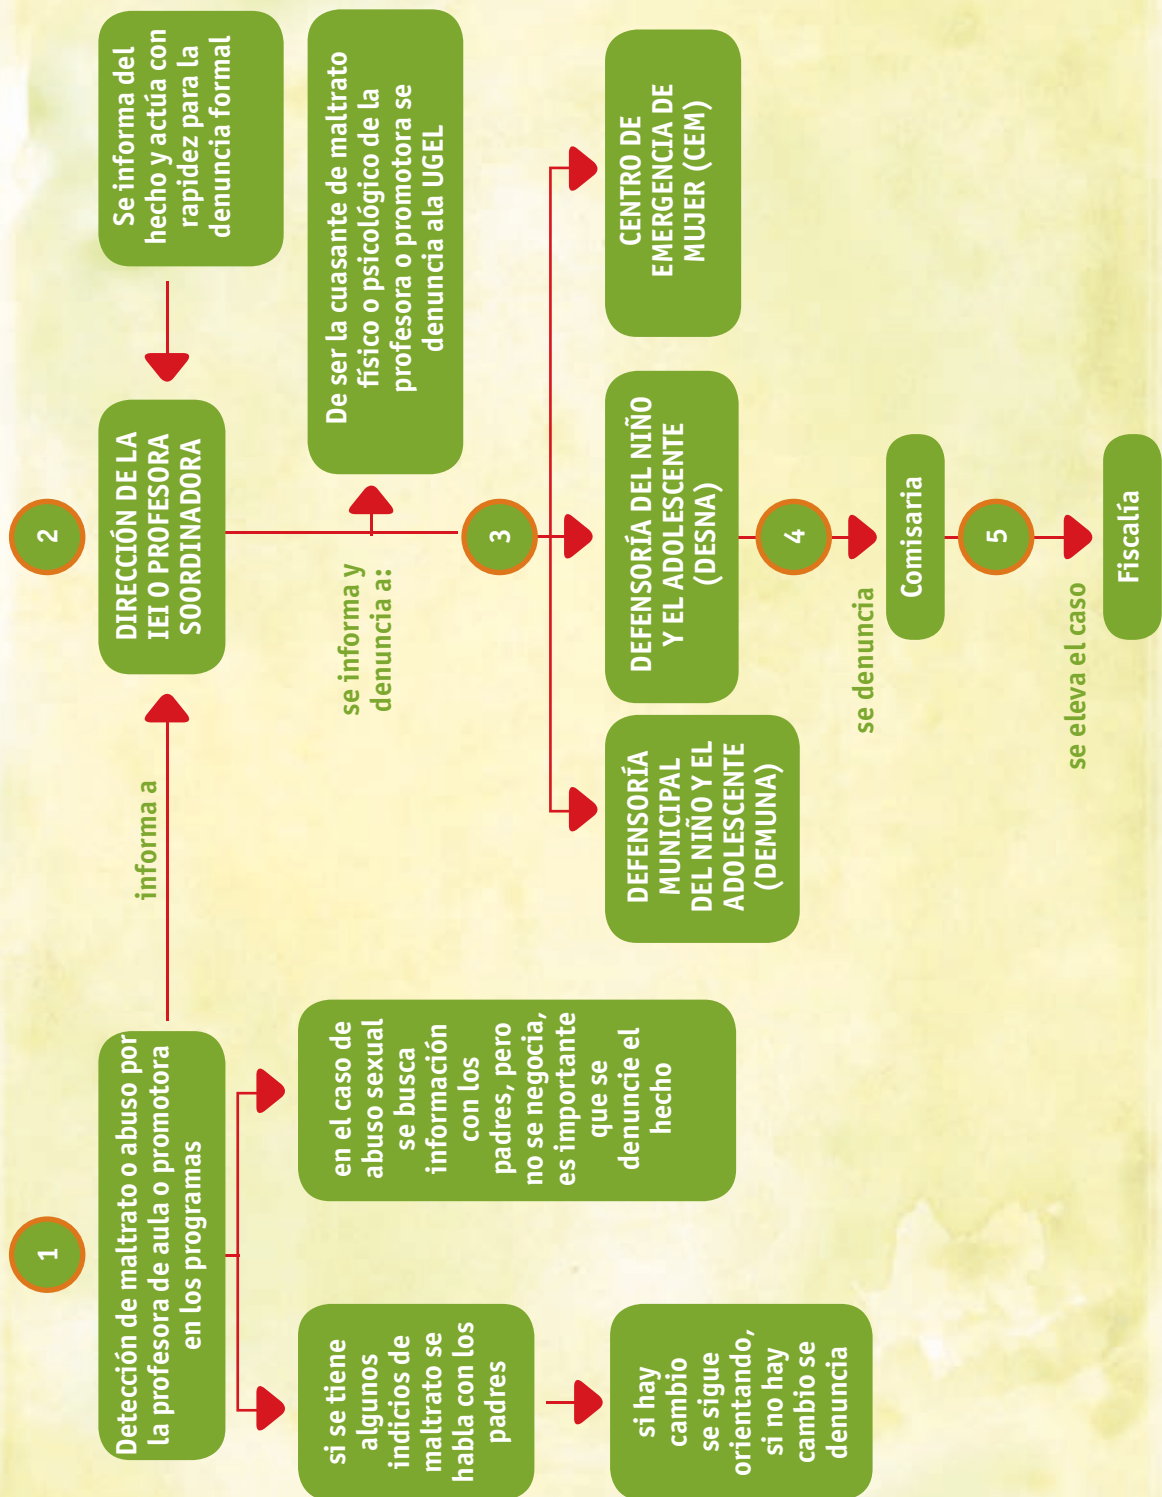 1
Detección de maltrato o abuso por
la profesora de aula o promotora
en los programas
si se tiene
algunos
indicios de
maltrato se
habla con los
padres
si hay
cambio
se sigue
orientando,
si no hay
cambio se
denuncia
en el caso de
abuso sexual
se busca
información
con los
padres, pero
no se negocia,
es importante
que se
denuncie el
hecho
informa a
2
DIRECCIÓN DE LA
IEI O PROFESORA
SOORDINADORA
Se informa del
hecho y actúa con
rapidez para la
denuncia formal
se informa y
denuncia a:
De ser la cuasante de maltrato
físico o psicológico de la
profesora o promotora se
denuncia ala UGEL
3
DEFENSORÍA
MUNICIPAL
DEL NIÑO Y EL
ADOLESCENTE
(DEMUNA)
DEFENSORÍA DEL NIÑO
Y EL ADOLESCENTE
(DESNA)
CENTRO DE
EMERGENCIA DE
MUJER (CEM)
4
se denuncia
Comisaria
5
se eleva el caso
Fiscalía